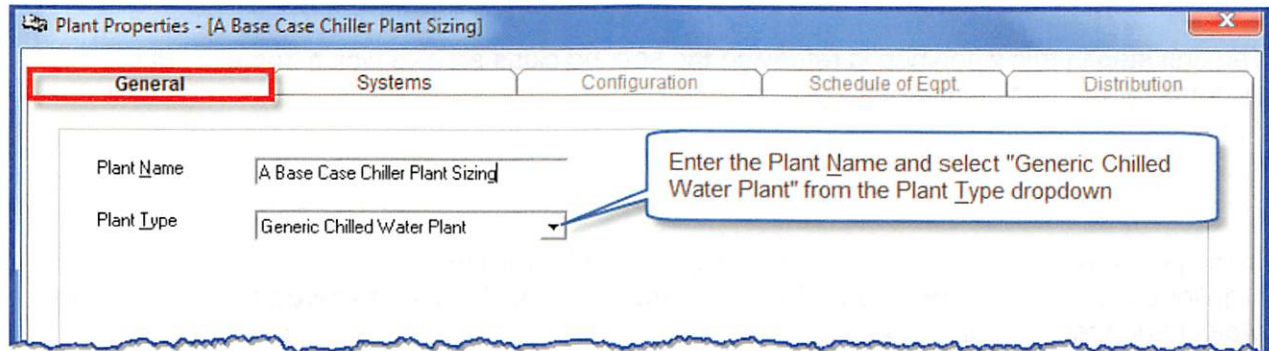 Plant Properties - [A Base Case Chiller Plant Sizing]
General Systems Configuration Schedule of Eqpt. Distribution
Plant Name A Base Case Chiller Plant Sizing
Enter the Plant Name and select "Generic Chilled
Water Plant" from the Plant Type dropdown
Plant Type Generic Chilled Water Plant